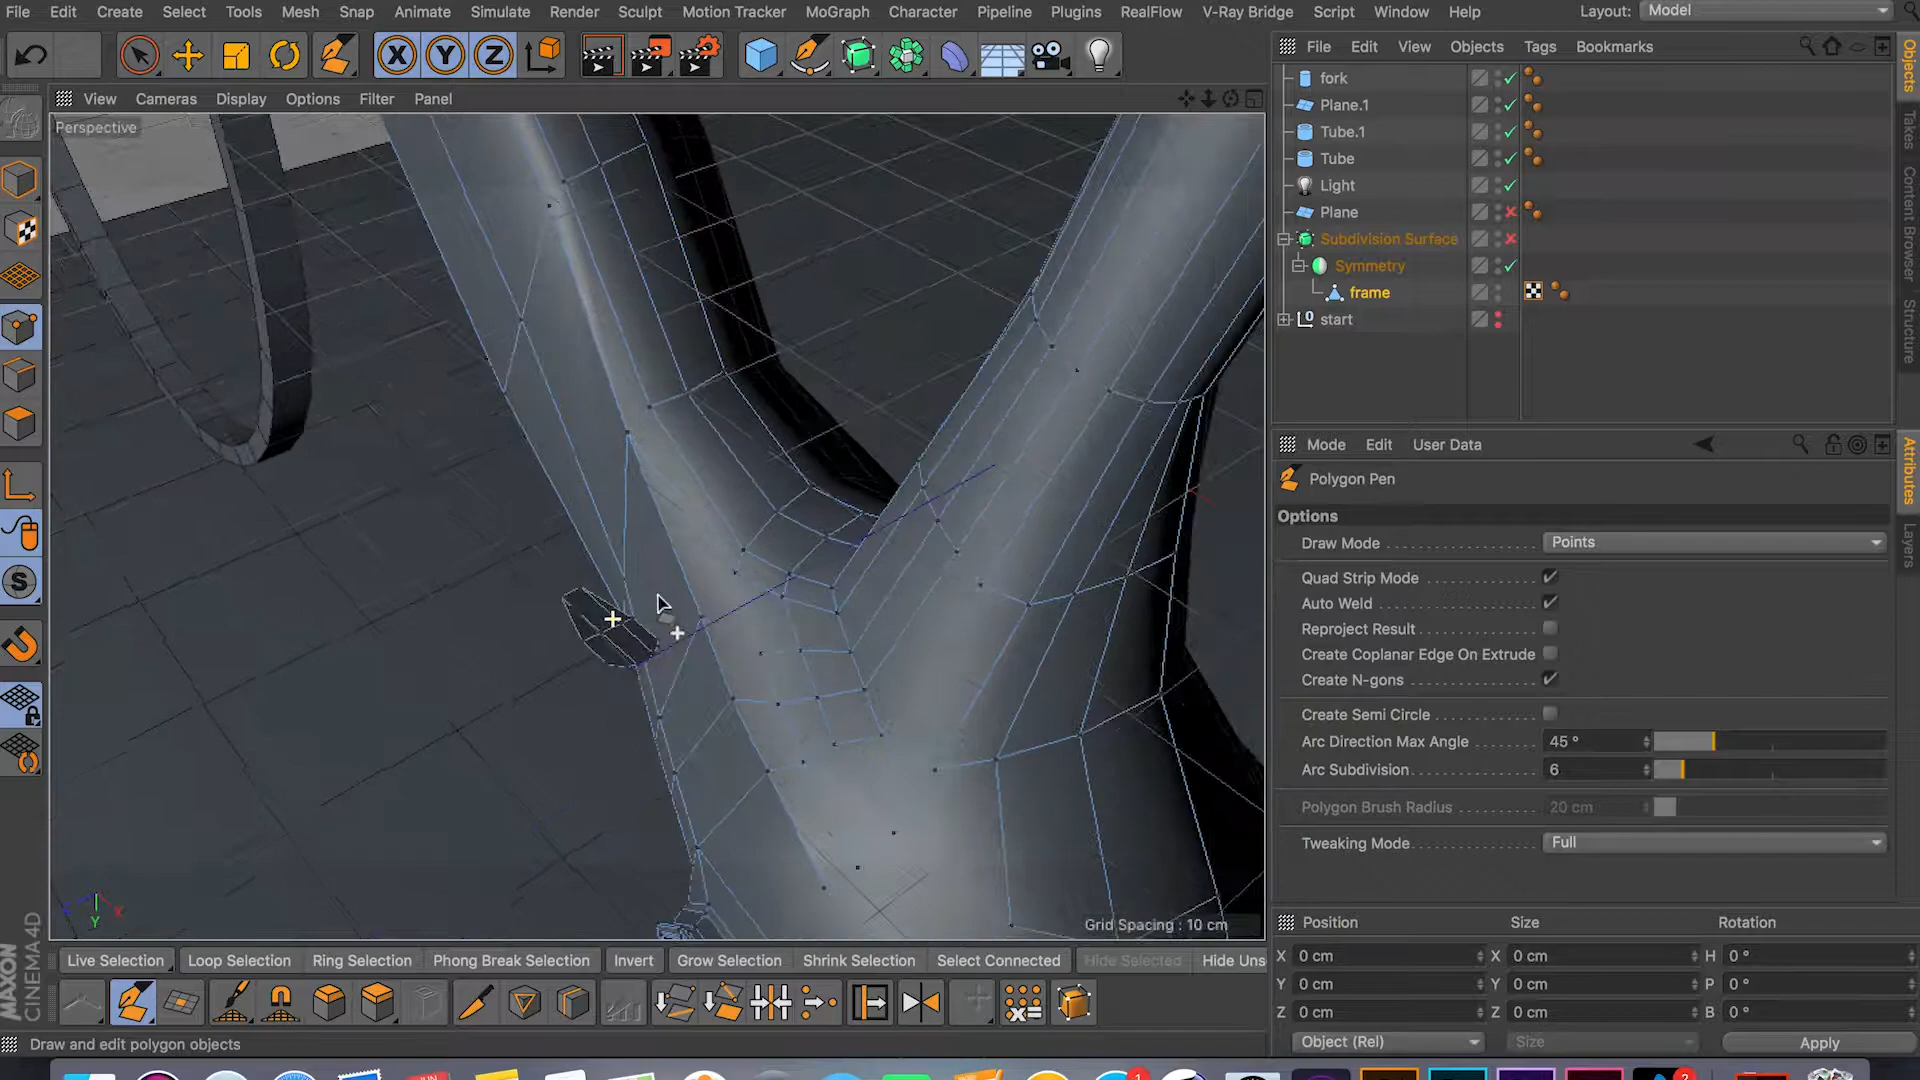 File Edit Create Select Tools Mesh Snap Animate Simulate Render Sculpt Motion Tracker MoGraph Character Pipeline Plugins RealFlow V-Ray Bridge Script Window Help Layout: Model
X Y Z
File Edit View Objects Tags Bookmarks
View Cameras Display Options Filter Panel
Perspective
fork
Plane.1
Tube.1
Tube
Light
Plane
Subdivision Surface
Symmetry
frame
start
Objects
Takes
Content Browser
Structure
Mode Edit User Data
Polygon Pen
Options
Draw Mode Points
Quad Strip Mode
Auto Weld
Reproject Result
Create Coplanar Edge On Extrude
Create N-gons
Create Semi Circle
Arc Direction Max Angle 45 °
Arc Subdivision 6
Polygon Brush Radius 20 cm
Tweaking Mode Full
Attributes
Layers
Y X
Grid Spacing : 10 cm
Position Size Rotation
X 0 cm X 0 cm H 0 °
Y 0 cm Y 0 cm P 0 °
Z 0 cm Z 0 cm B 0 °
Object (Rel) Size Apply
Live Selection Loop Selection Ring Selection Phong Break Selection Invert Grow Selection Shrink Selection Select Connected Hide Selected Hide Uns
MAXON
CINEMA4D
Draw and edit polygon objects